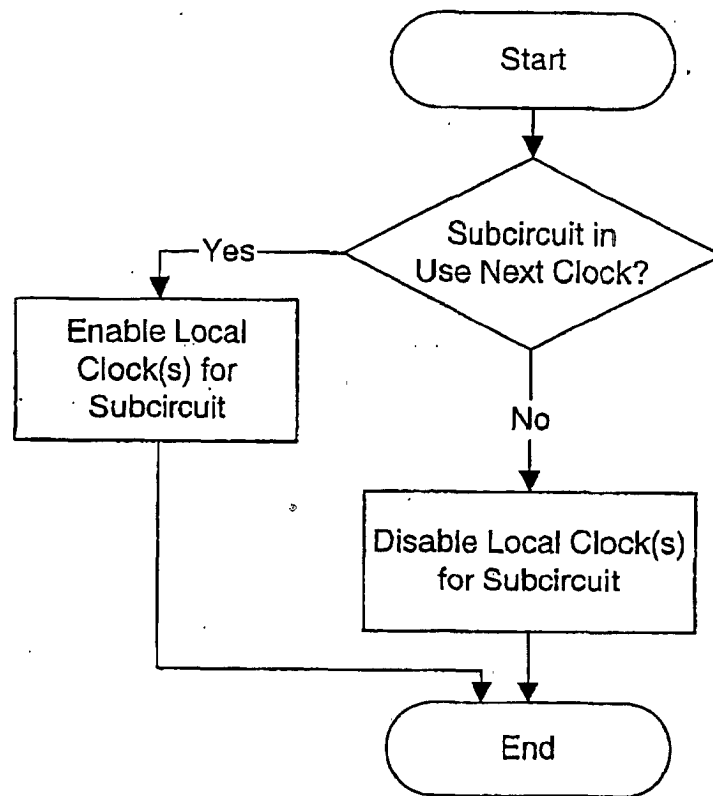 Start
Subcircuit in
Use Next Clock?
Yes
Enable Local
Clock(s) for
Subcircuit
No
Disable Local Clock(s)
for Subcircuit
End